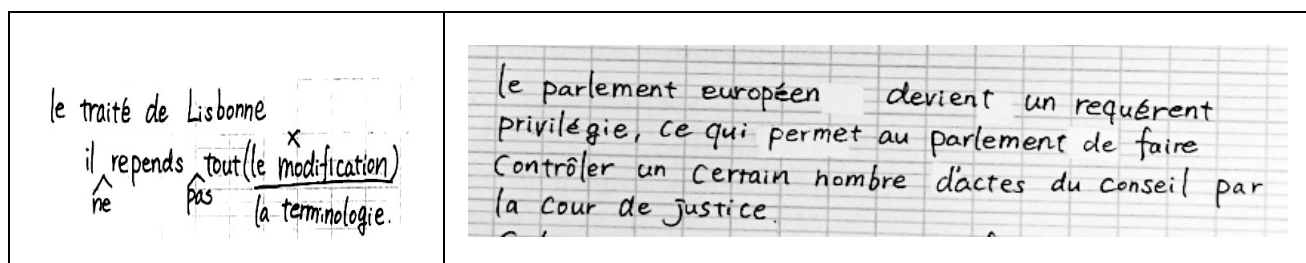 le traité de Lisbonne
x
il repends tout (le modification)
ne pas la terminologie.
le parlement européen devient un requérent
privilégie, ce qui permet au parlement de faire
contrôler un certain nombre d'actes du conseil par
la cour de justice.